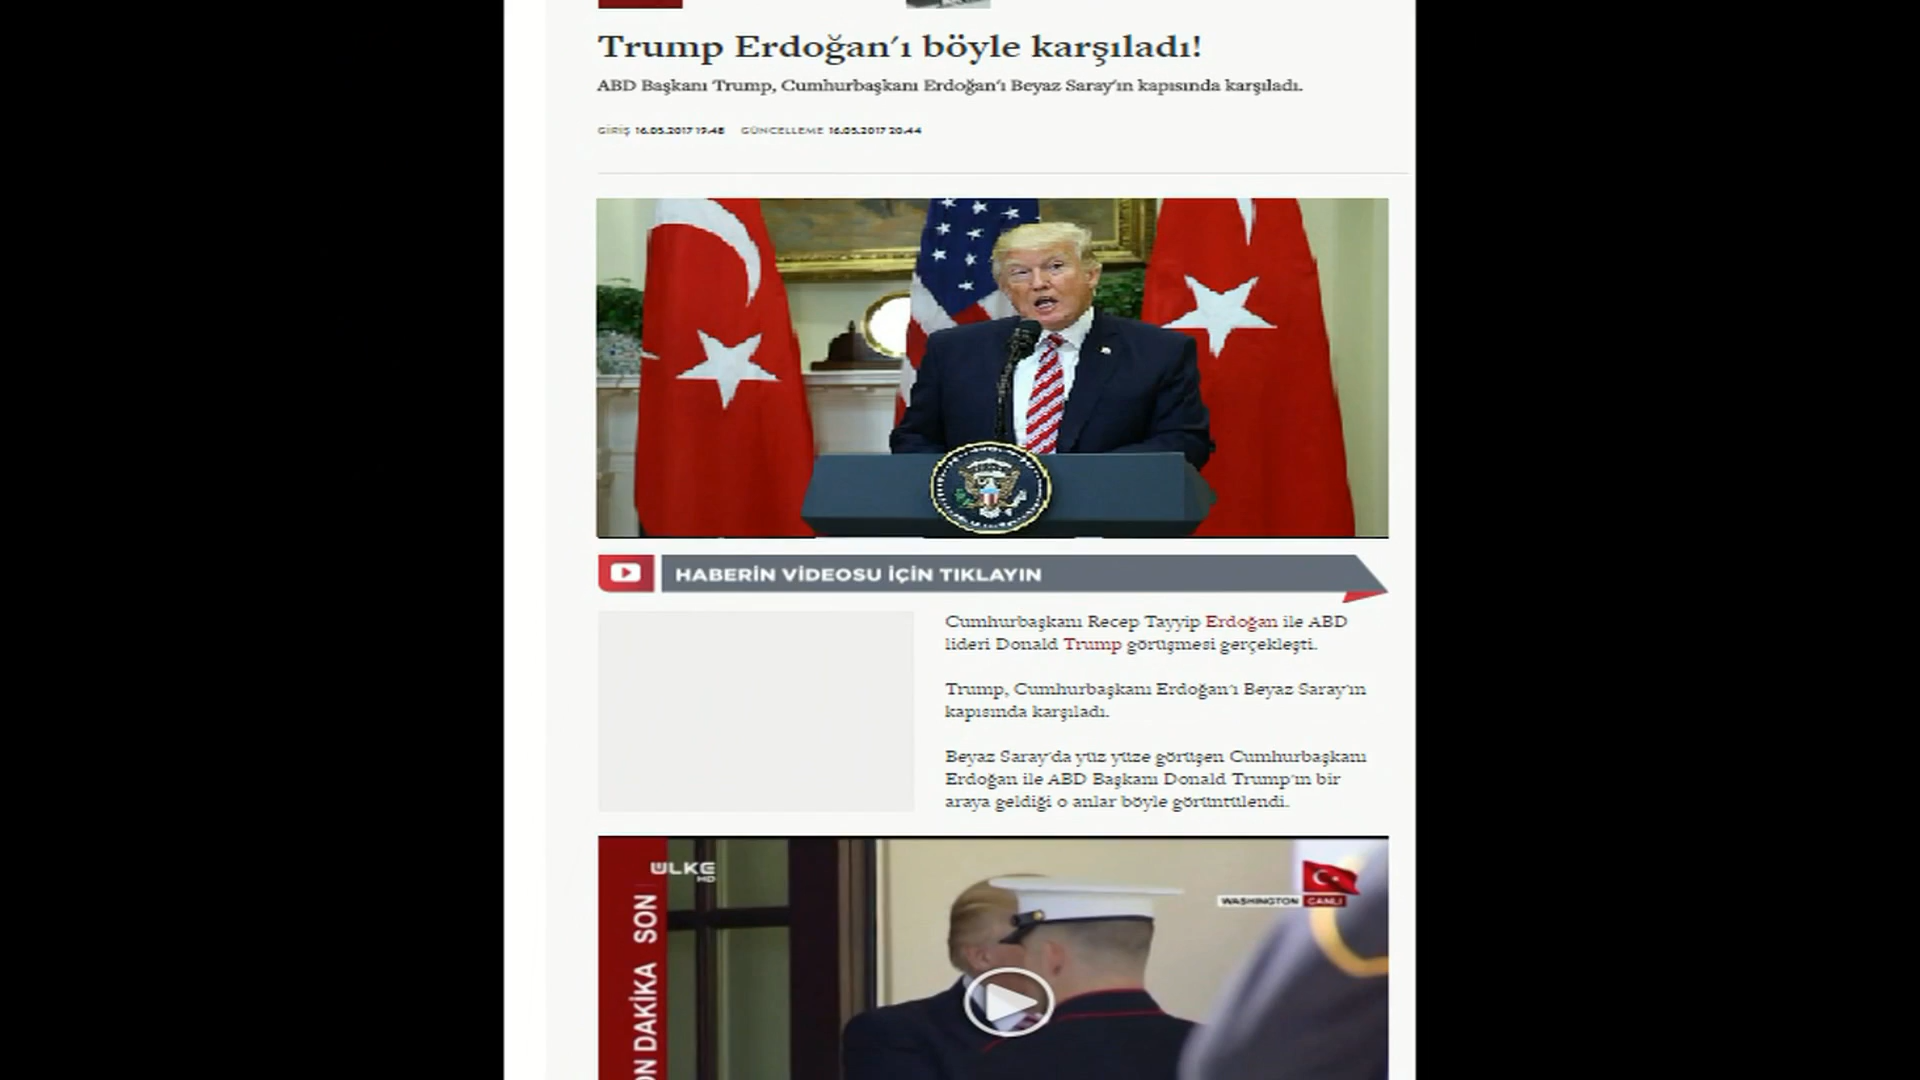 Trump Erdoğan'ı böyle karşıladı!
ABD Başkanı Trump, Cumhurbaşkanı Erdoğan'ı Beyaz Saray'ın kapısında karşıladı.
GİRİŞ 16.05.2017 19:48 GÜNCELLEME 16.05.2017 20:44
HABERİN VİDEOSU İÇİN TIKLAYIN
Cumhurbaşkanı Recep Tayyip Erdoğan ile ABD
lideri Donald Trump görüşmesi gerçekleşti.
Trump, Cumhurbaşkanı Erdoğan'ı Beyaz Saray'ın
kapısında karşıladı.
Beyaz Saray'da yüz yüze görüşen Cumhurbaşkanı
Erdoğan ile ABD Başkanı Donald Trump'ın bir
araya geldiği o anlar böyle görüntülendi.
ÜLKE
HD
WASHINGTON CANLI
ON DAKİKA SON